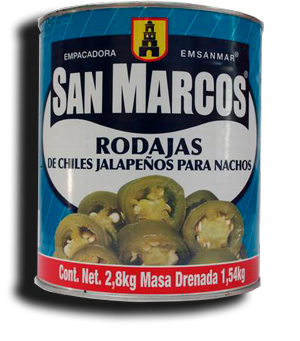 EMPACADORA EMSANMAR®
SAN MARCOS®
RODAJAS
DE CHILES JALAPEÑOS PARA NACHOS
Cont. Net. 2,8kg Masa Drenada 1,54kg